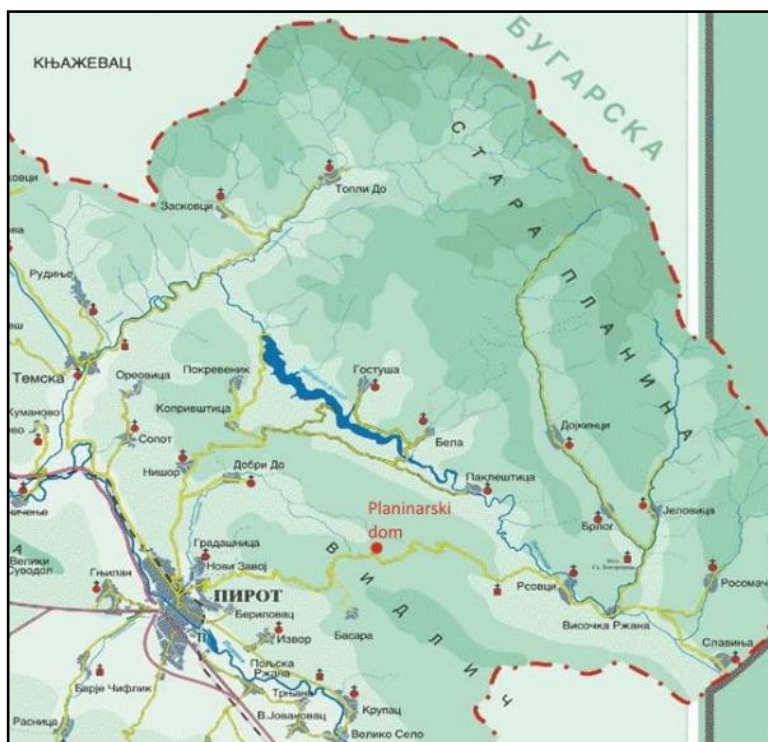 КЊАЖЕВАЦ
БУГАРСКА
СТАРА ПЛАНИНА
Топли До
Засковци
Рудиње
Темска
Ореовица
Покревеник
Гостуша
Куманово
Копривштица
Сопот
Бела
Дојкинци
Нишор
Добри До
Паклештица
Planinarski
dom
Брлог
Јеловица
Градашница
ВИДЛИЧ
Велики
Суводол
Гњилан
Нови Завој
ПИРОТ
Рсовци
Росомач
Бериловац
Басара
Височка Ржана
Извор
Славиња
Пољска
Ржана
Барје Чифлик
Трњана
Крупац
Расница
В.Јовановац
Велико Село